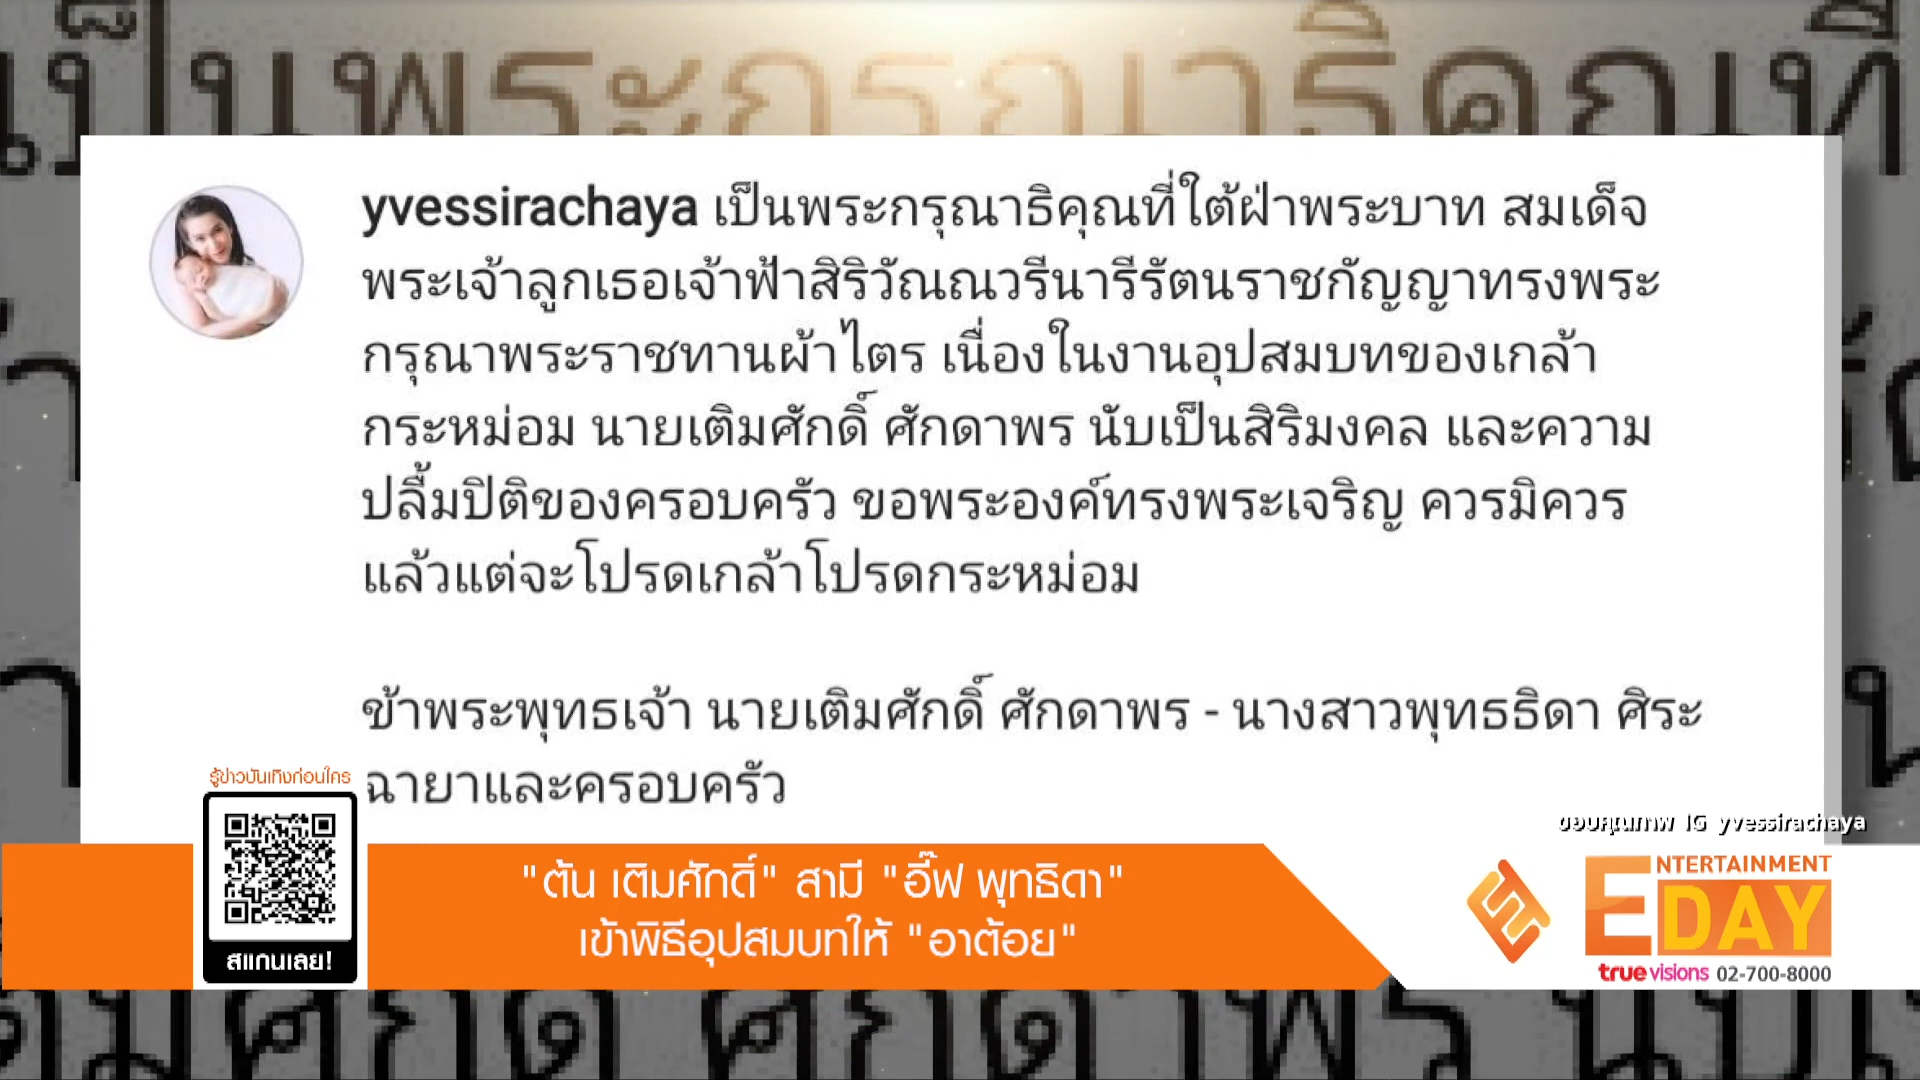 yvessirachaya เป็นพระกรุณาธิคุณที่ใต้ฝ่าพระบาท สมเด็จ
พระเจ้าลูกเธอเจ้าฟ้าสิริวัณณวรีนารีรัตนราชกัญญาทรงพระ
กรุณาพระราชทานผ้าไตร เนื่องในงานอุปสมบทของเกล้า
กระหม่อม นายเติมศักดิ์ ศักดาพร นับเป็นสิริมงคล และความ
ปลื้มปิติของครอบครัว ขอพระองค์ทรงพระเจริญ ควรมิควร
แล้วแต่จะโปรดเกล้าโปรดกระหม่อม
ข้าพระพุทธเจ้า นายเติมศักดิ์ ศักดาพร - นางสาวพุทธธิดา ศิระ
ฉายาและครอบครัว
รู้ข่าวบันเทิงก่อนใคร
สแกนเลย!
ขอบคุณภาพ IG yvessirachaya
"ต้น เติมศักดิ์" สามี "อี๊ฟ พุทธิดา"
เข้าพิธีอุปสมบทให้ "อาต้อย"
ENTERTAINMENT
EDAY
truevisions 02-700-8000